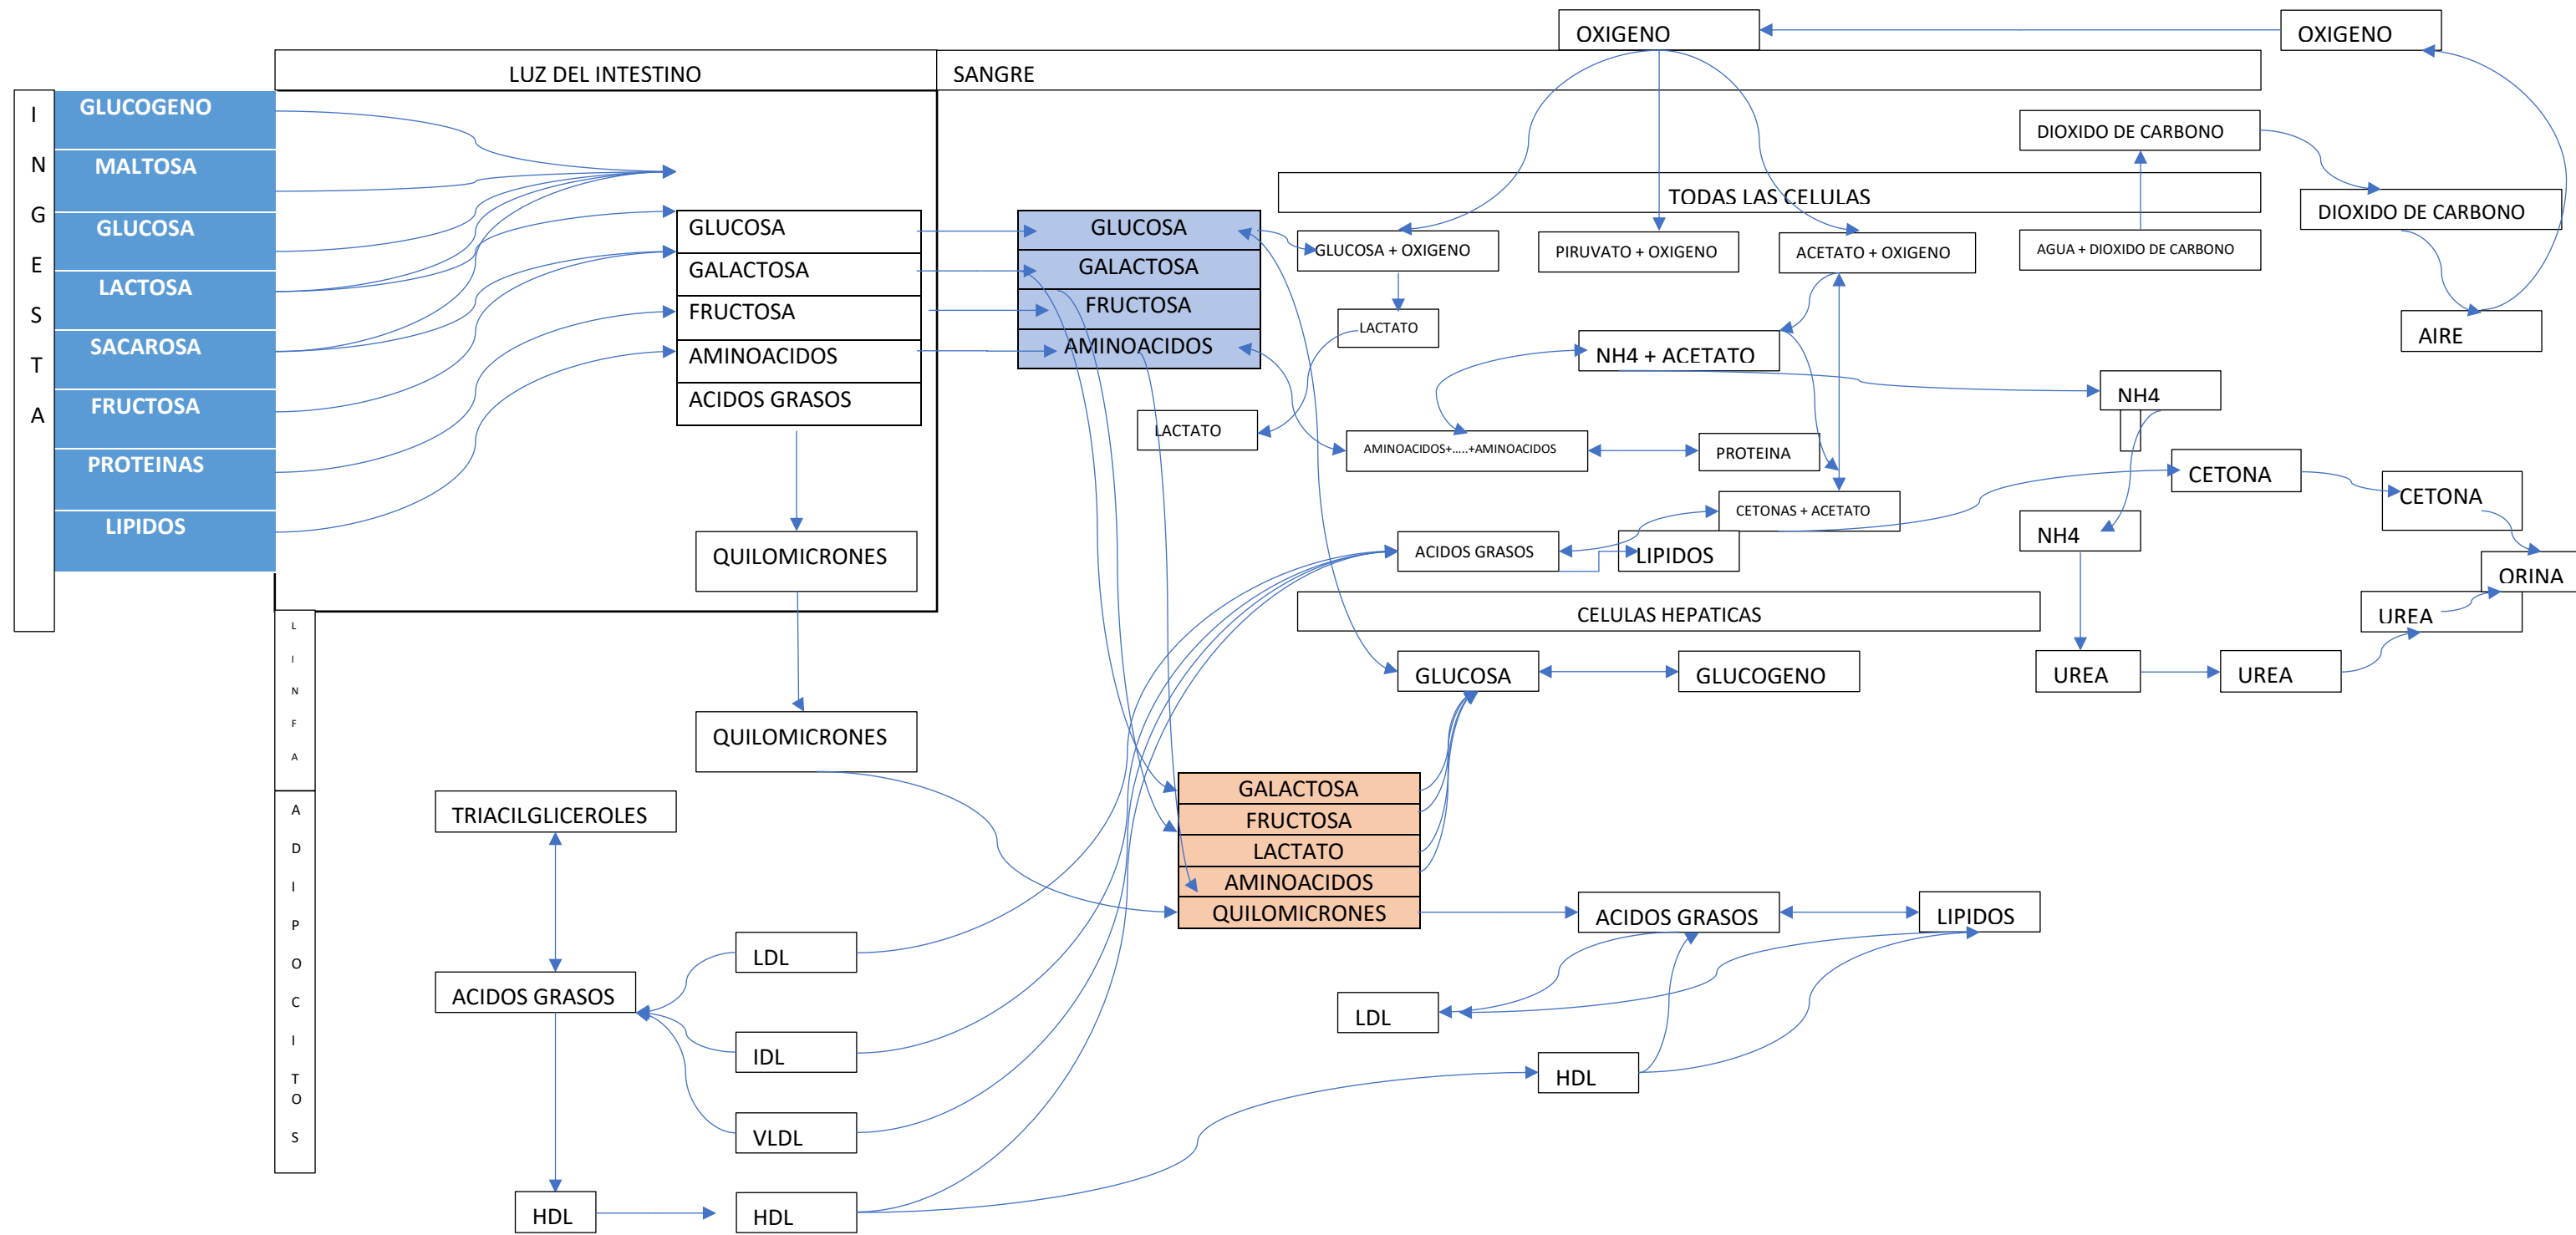 OXIGENO
OXIGENO
LUZ DEL INTESTINO
SANGRE
INGESTA
GLUCOGENO
MALTOSA
GLUCOSA
LACTOSA
SACAROSA
FRUCTOSA
PROTEINAS
LIPIDOS
GLUCOSA
GALACTOSA
FRUCTOSA
AMINOACIDOS
ACIDOS GRASOS
QUILOMICRONES
GLUCOSA
GALACTOSA
FRUCTOSA
AMINOACIDOS
DIOXIDO DE CARBONO
TODAS LAS CELULAS
DIOXIDO DE CARBONO
GLUCOSA + OXIGENO
PIRUVATO + OXIGENO
ACETATO + OXIGENO
AGUA + DIOXIDO DE CARBONO
LACTATO
AIRE
NH4 + ACETATO
NH4
LACTATO
AMINOACIDOS+…..+AMINOACIDOS
PROTEINA
CETONA
CETONA
CETONAS + ACETATO
NH4
ACIDOS GRASOS
LIPIDOS
ORINA
CELULAS HEPATICAS
UREA
GLUCOSA
GLUCOGENO
UREA
UREA
LINFA
QUILOMICRONES
ADIPOCITOS
TRIACILGLICEROLES
GALACTOSA
FRUCTOSA
LACTATO
AMINOACIDOS
QUILOMICRONES
ACIDOS GRASOS
LIPIDOS
LDL
ACIDOS GRASOS
LDL
IDL
HDL
VLDL
HDL
HDL